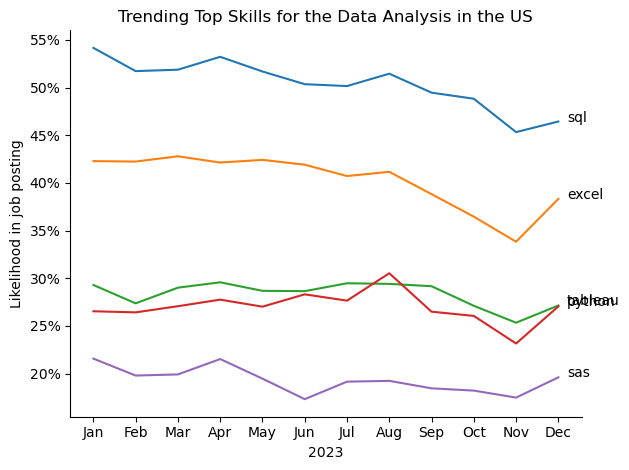 Trending Top Skills for the Data Analysis in the US
Likelihood in job posting
55%
50%
45%
40%
35%
30%
25%
20%
sql
excel
tableau
python
sas
Jan Feb Mar Apr May Jun Jul Aug Sep Oct Nov Dec
2023